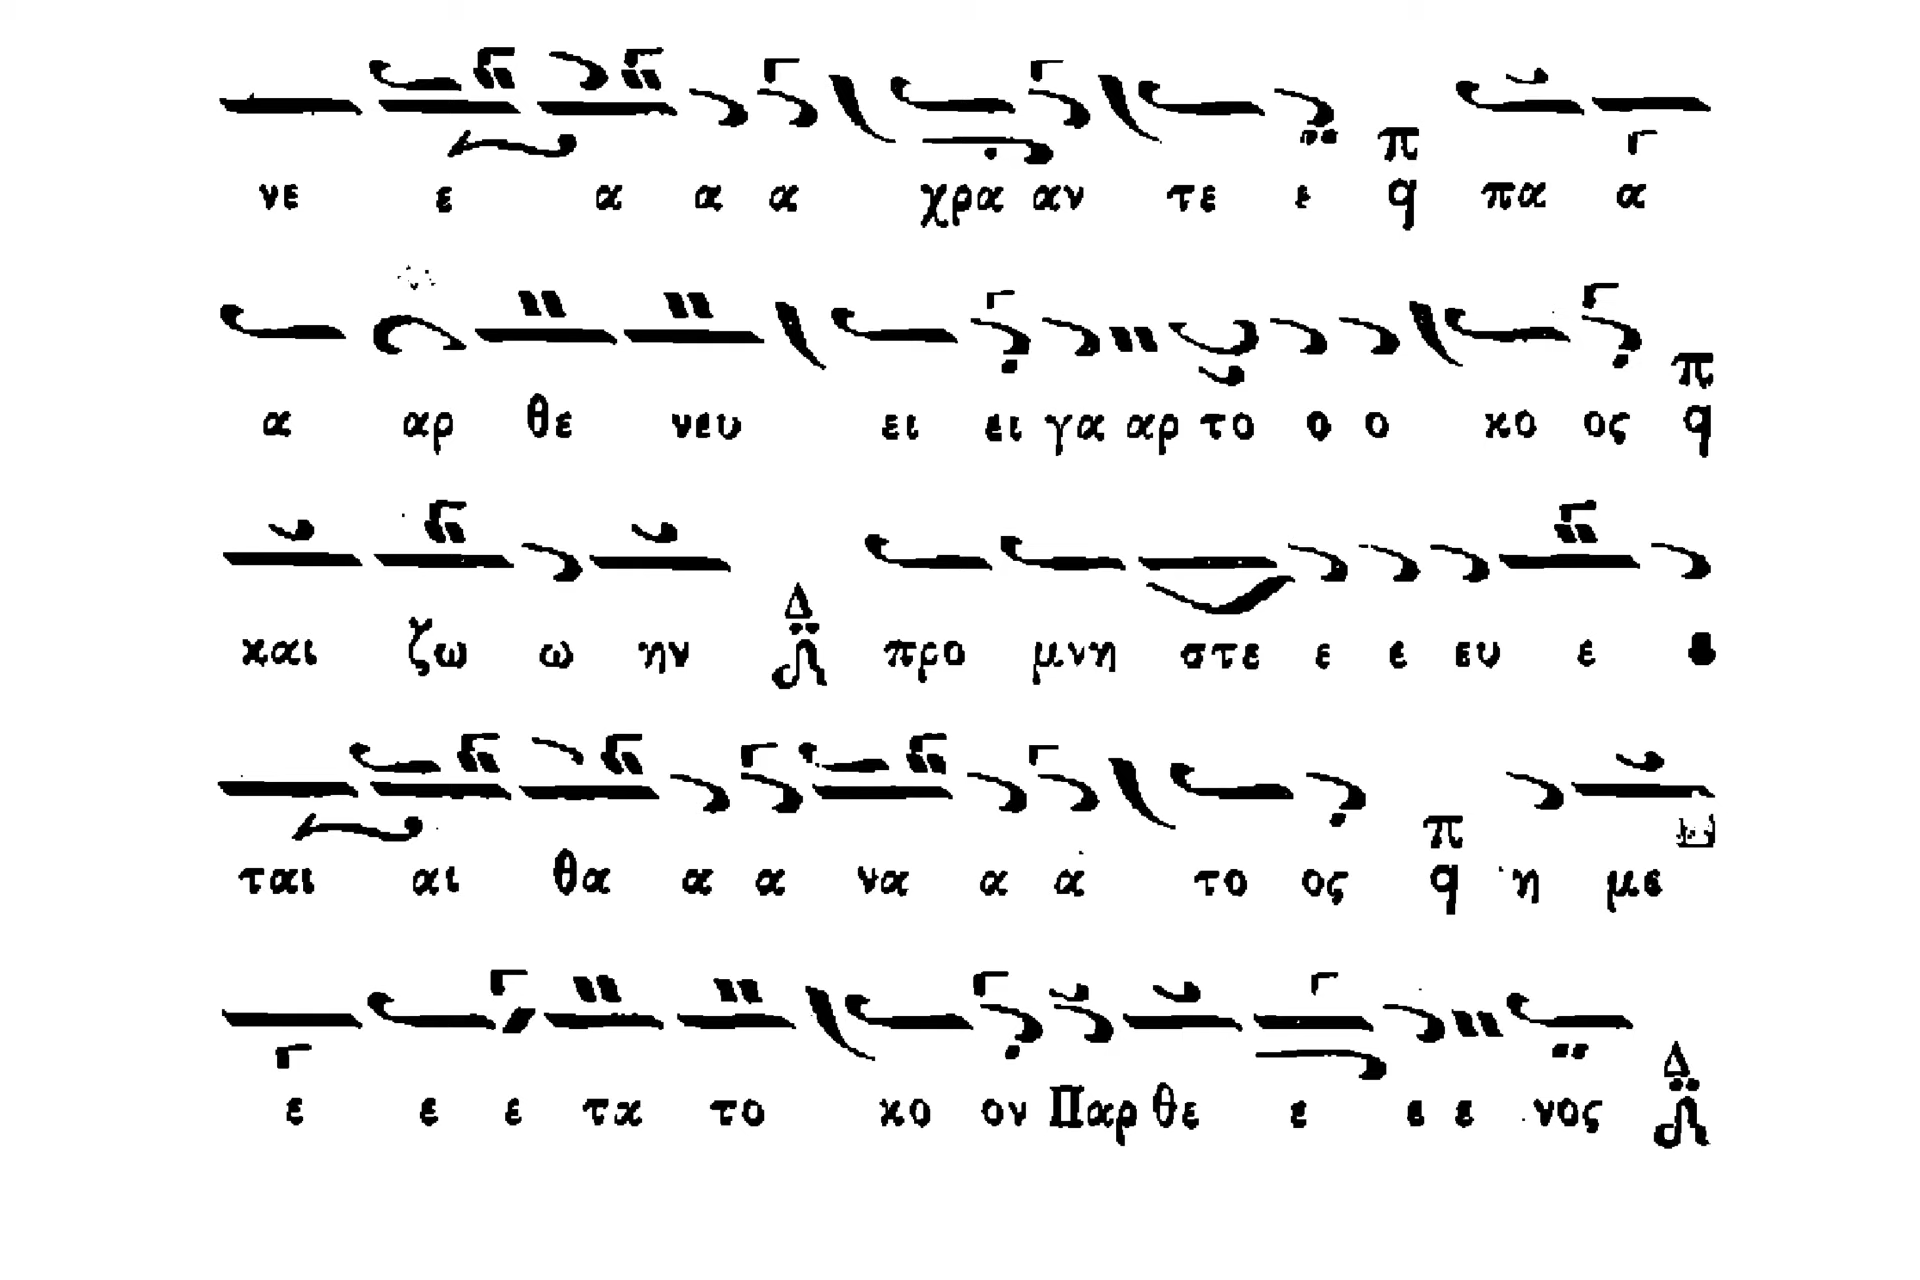 νε ε α α α χρα αν τε ε π q πα α
α αρ θε νευ ει ει γα αρ το ο ο κο ος π q
και ζω ω ην Δ προ μνη στε ε ε ευ ε ε
ται αι θα α α να α α το ος π q η με
ε ε ε τα το κο ον Παρ θε ε ε ε νος Δ